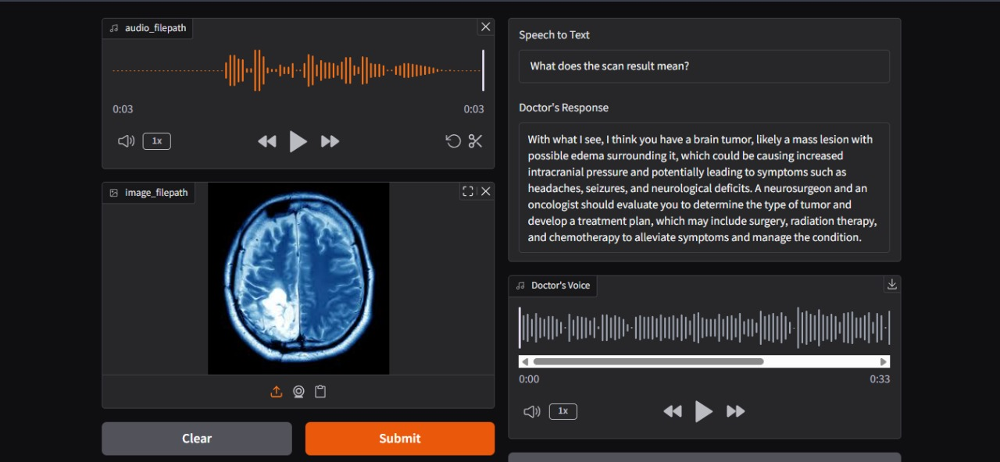 audio_filepath
0:03
0:03
1x
image_filepath
Clear
Submit
Speech to Text
What does the scan result mean?
Doctor's Response
With what I see, I think you have a brain tumor, likely a mass lesion with
possible edema surrounding it, which could be causing increased
intracranial pressure and potentially leading to symptoms such as
headaches, seizures, and neurological deficits. A neurosurgeon and an
oncologist should evaluate you to determine the type of tumor and
develop a treatment plan, which may include surgery, radiation therapy,
and chemotherapy to alleviate symptoms and manage the condition.
Doctor's Voice
0:00
0:33
1x